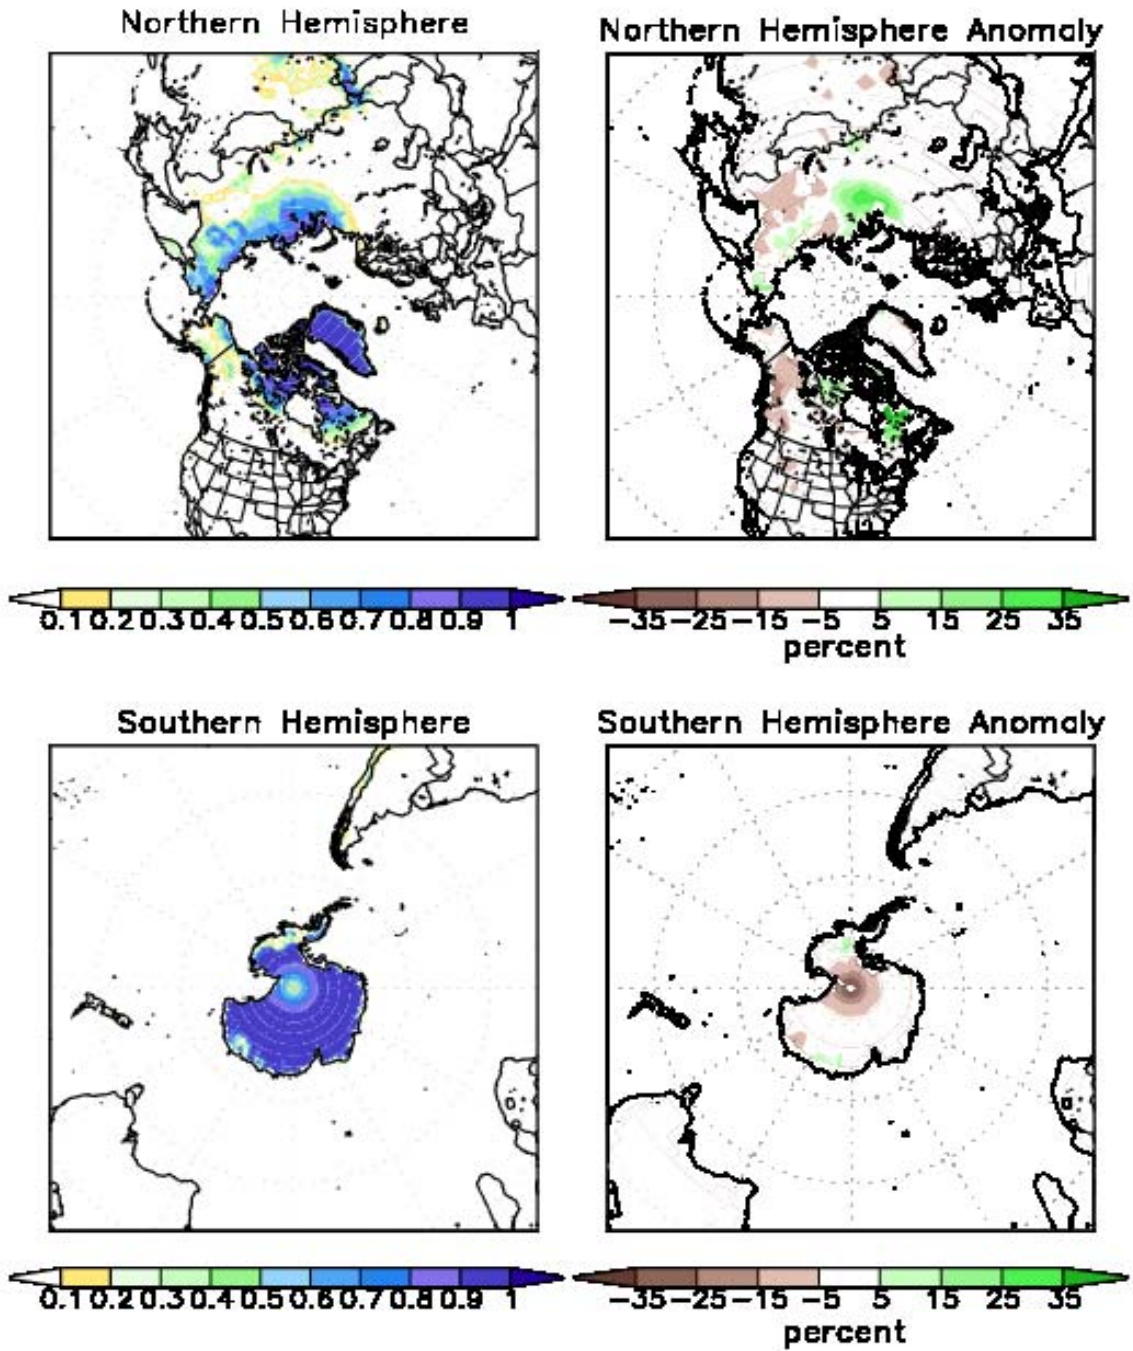 Northern Hemisphere
Northern Hemisphere Anomaly
0.1 0.2 0.3 0.4 0.5 0.6 0.7 0.8 0.9 1
-35 -25 -15 -5 5 15 25 35
percent
Southern Hemisphere
Southern Hemisphere Anomaly
0.1 0.2 0.3 0.4 0.5 0.6 0.7 0.8 0.9 1
-35 -25 -15 -5 5 15 25 35
percent